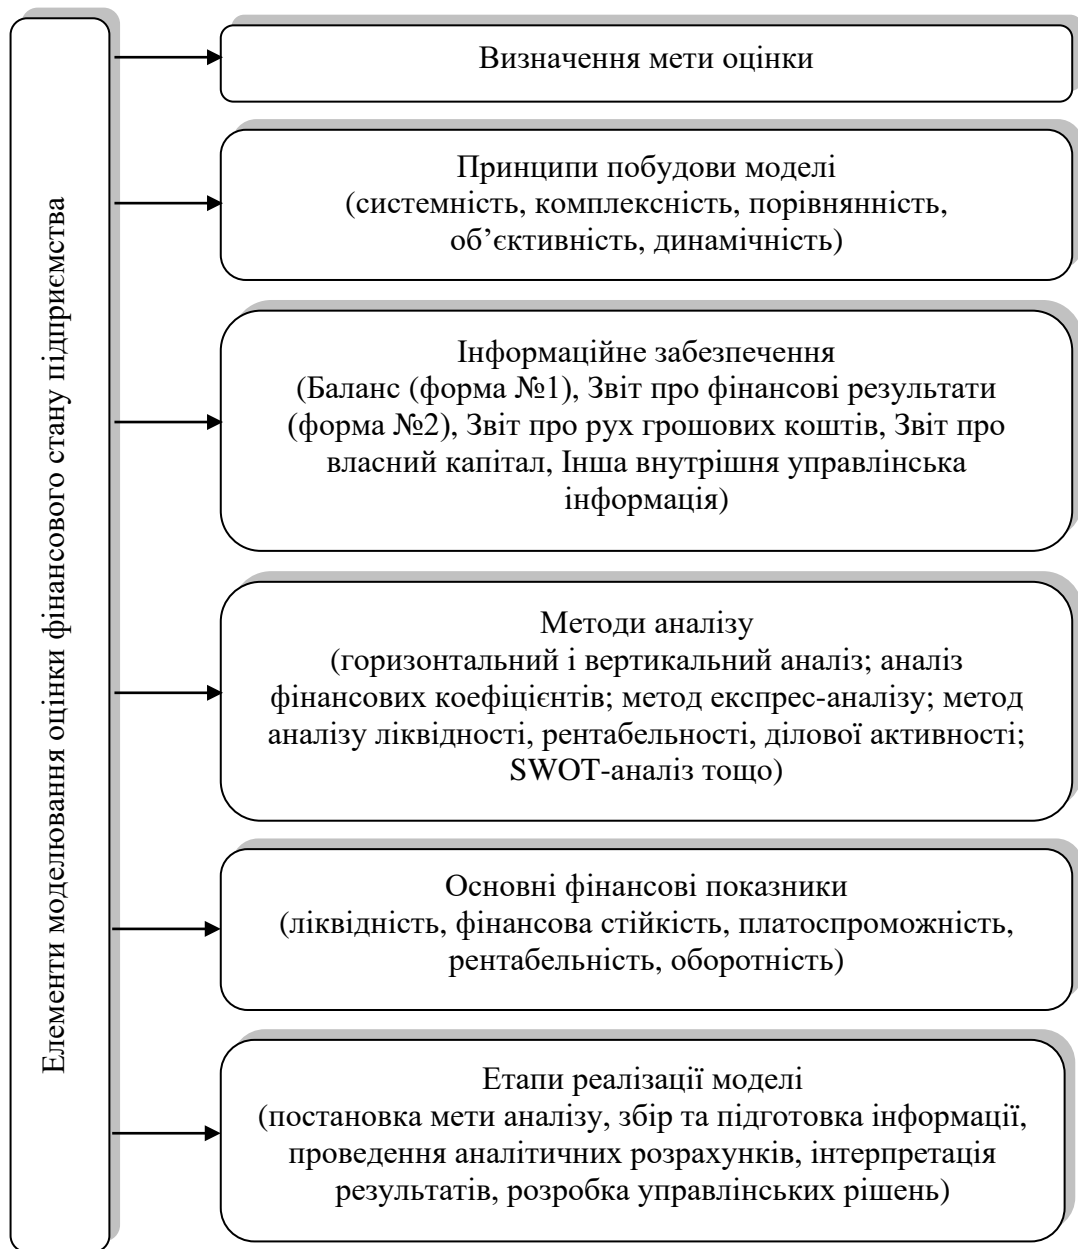 Елементи моделювання оцінки фінансового стану підприємства
Визначення мети оцінки
Принципи побудови моделі
(системність, комплексність, порівнянність,
об’єктивність, динамічність)
Інформаційне забезпечення
(Баланс (форма №1), Звіт про фінансові результати
(форма №2), Звіт про рух грошових коштів, Звіт про
власний капітал, Інша внутрішня управлінська
інформація)
Методи аналізу
(горизонтальний і вертикальний аналіз; аналіз
фінансових коефіцієнтів; метод експрес-аналізу; метод
аналізу ліквідності, рентабельності, ділової активності;
SWOT-аналіз тощо)
Основні фінансові показники
(ліквідність, фінансова стійкість, платоспроможність,
рентабельність, оборотність)
Етапи реалізації моделі
(постановка мети аналізу, збір та підготовка інформації,
проведення аналітичних розрахунків, інтерпретація
результатів, розробка управлінських рішень)